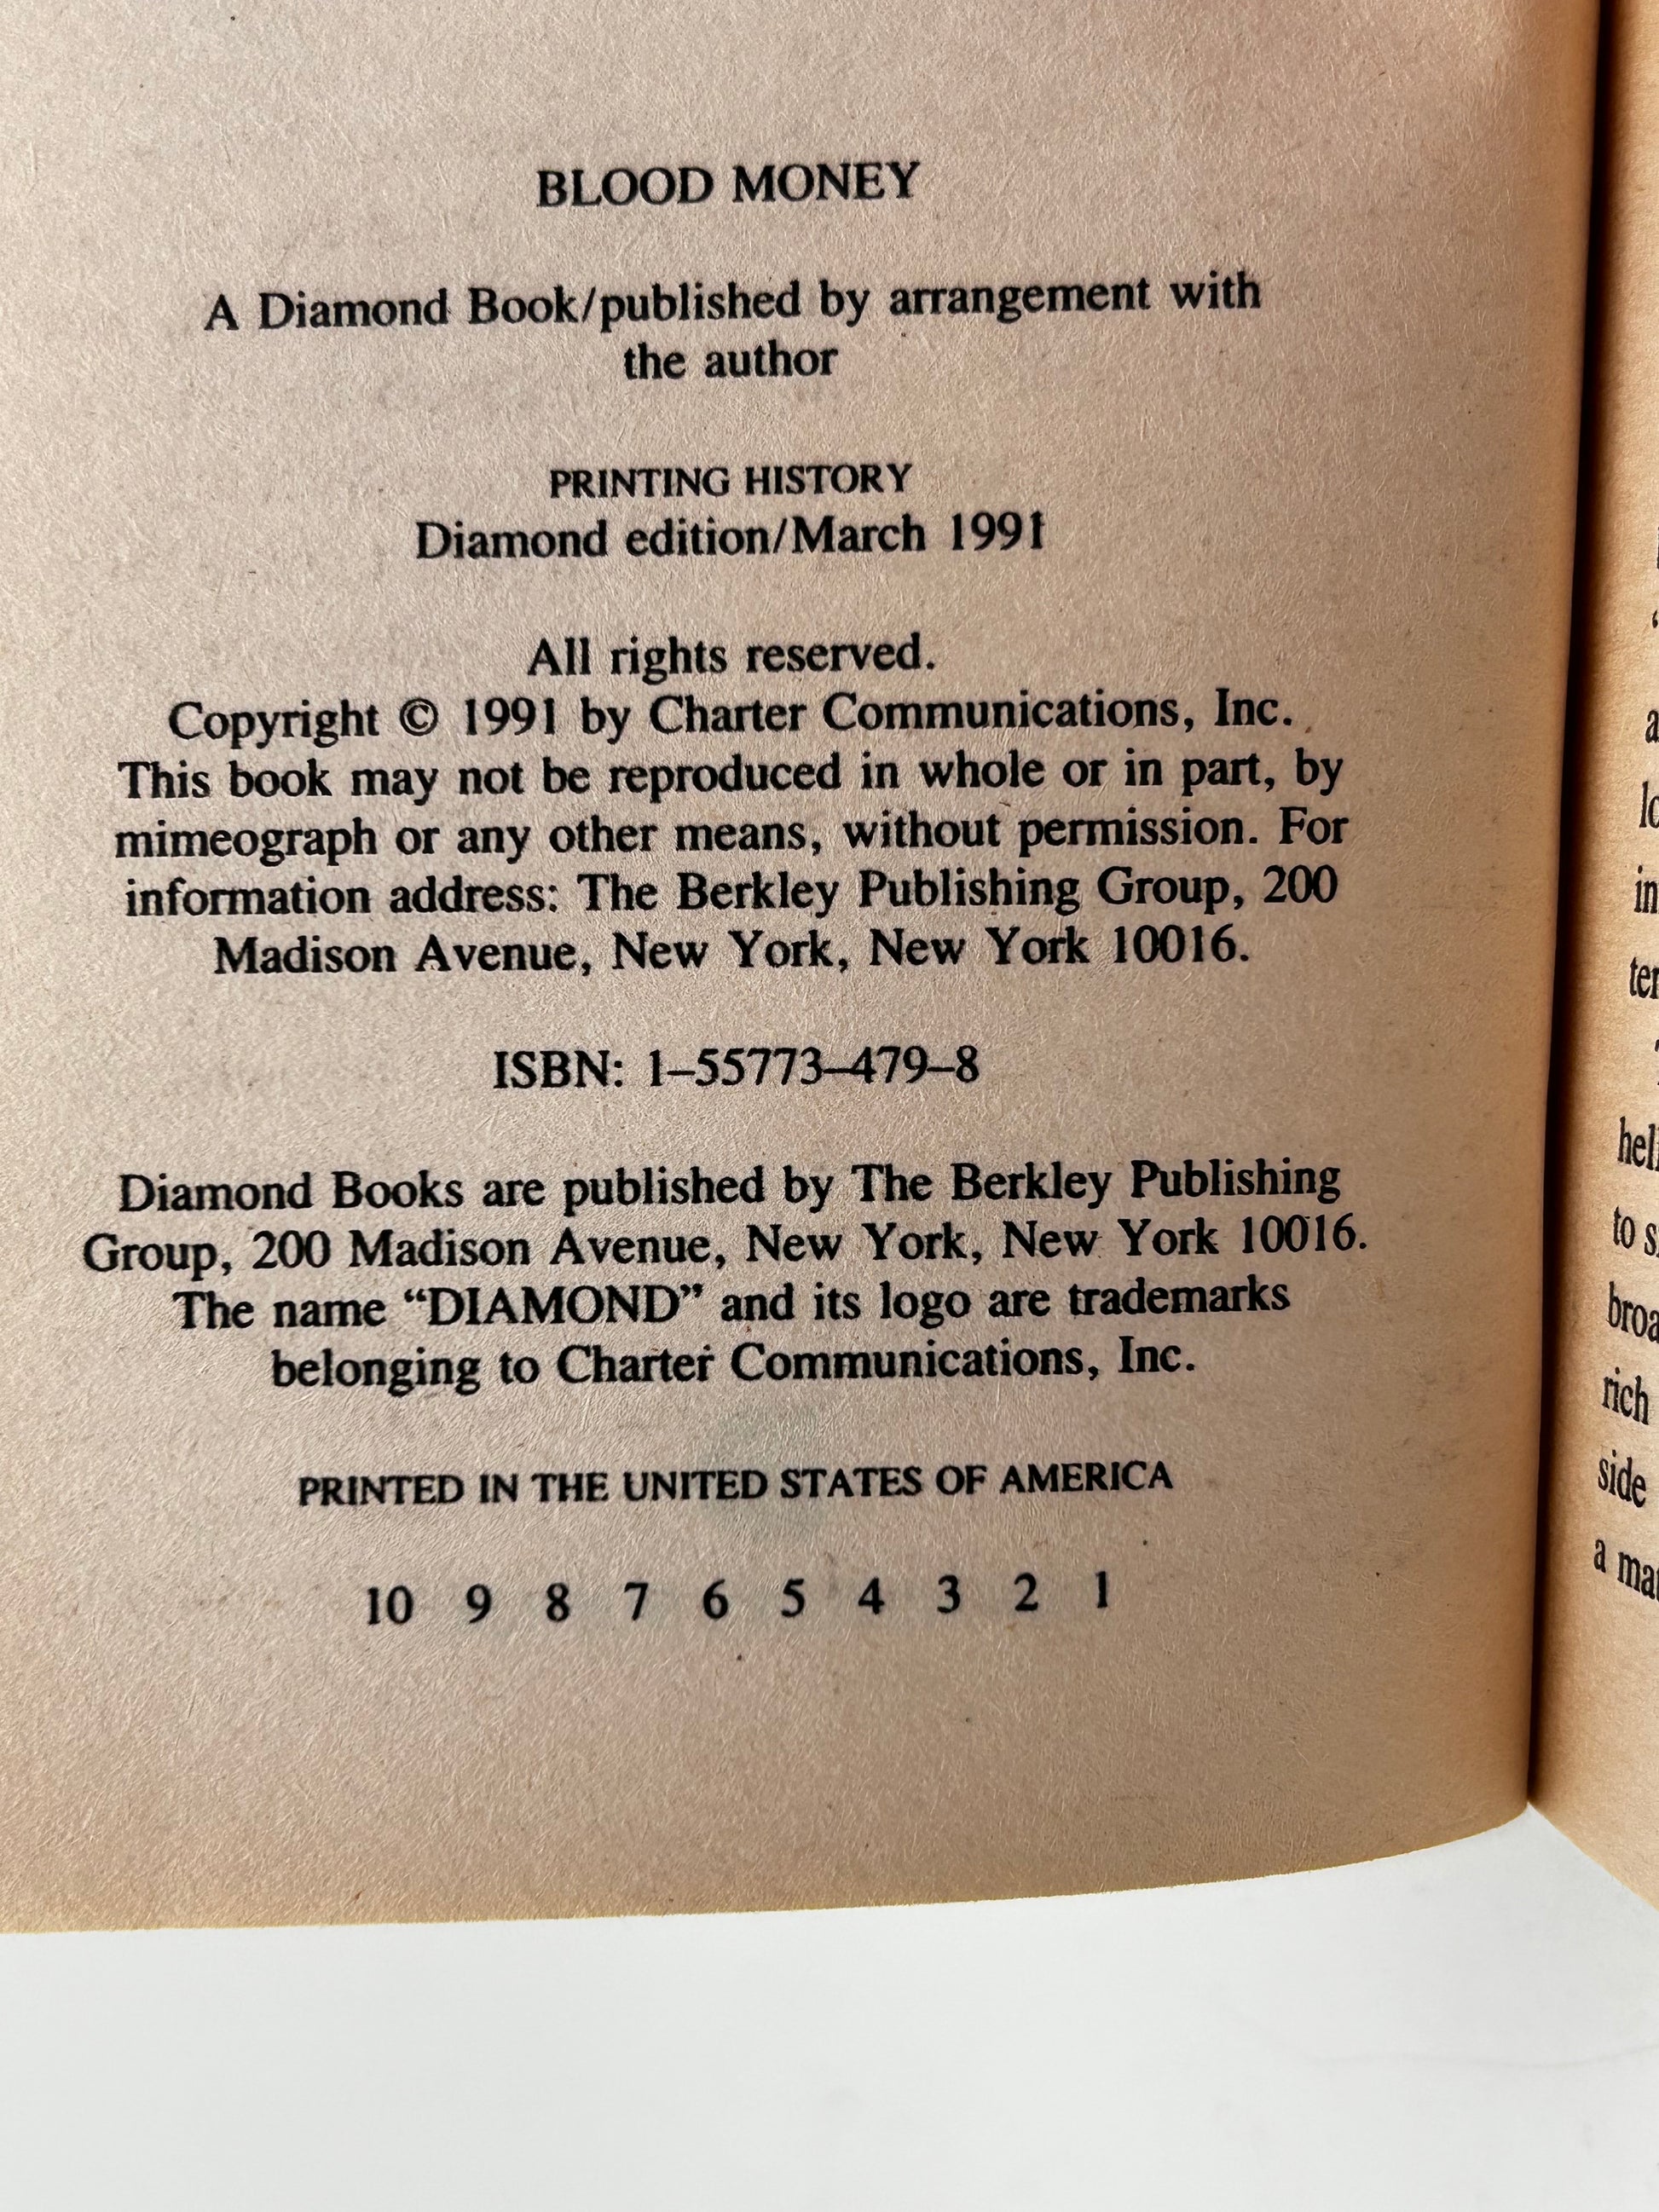 BLOOD MONEY
A Diamond Book/published by arrangement with
the author
PRINTING HISTORY
Diamond edition/March 1991
All rights reserved.
Copyright © 1991 by Charter Communications, Inc.
This book may not be reproduced in whole or in part, by
mimeograph or any other means, without permission. For
information address: The Berkley Publishing Group, 200
Madison Avenue, New York, New York 10016.
ISBN: 1–55773–479–8
Diamond Books are published by The Berkley Publishing
Group, 200 Madison Avenue, New York, New York 10016.
The name “DIAMOND” and its logo are trademarks
belonging to Charter Communications, Inc.
PRINTED IN THE UNITED STATES OF AMERICA
10 9 8 7 6 5 4 3 2 1
to
rich
side
a